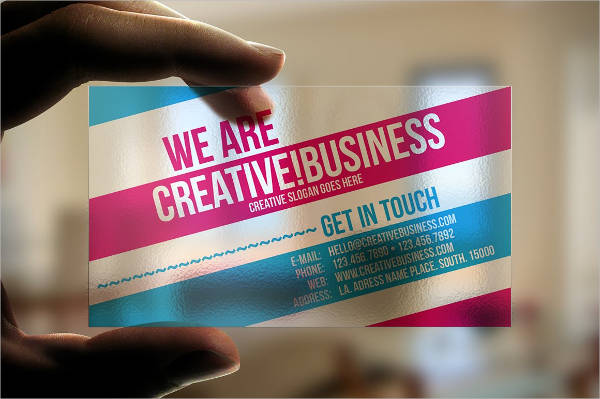 WE ARE
CREATIVE!BUSINESS
CREATIVE SLOGAN GOES HERE
GET IN TOUCH
E-MAIL: HELLO@CREATIVEBUSINESS.COM
PHONE: 123.456.7890 • 123.456.7892
WEB: WWW.CREATIVEBUSINESS.COM
ADDRESS: LA. ADRESS NAME PLACE. SOUTH. 15000